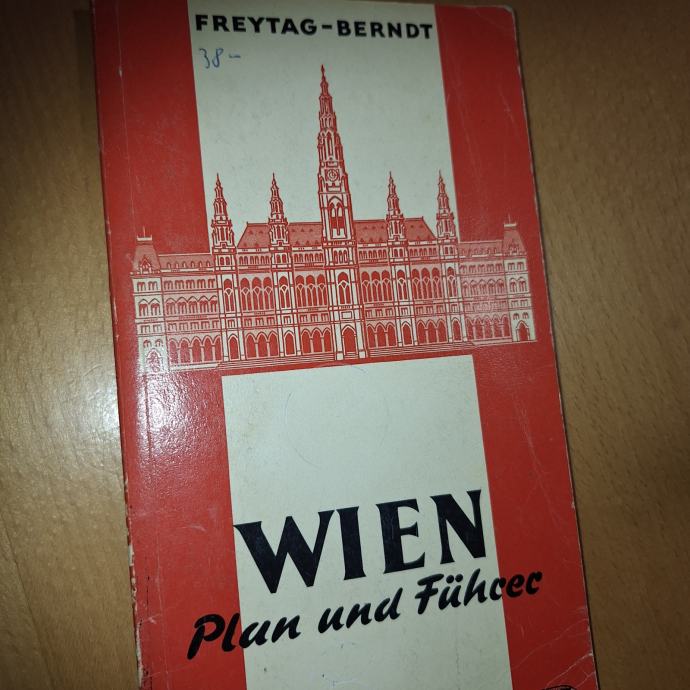 FREYTAG-BERNDT
38-
WIEN
Plan und Führer